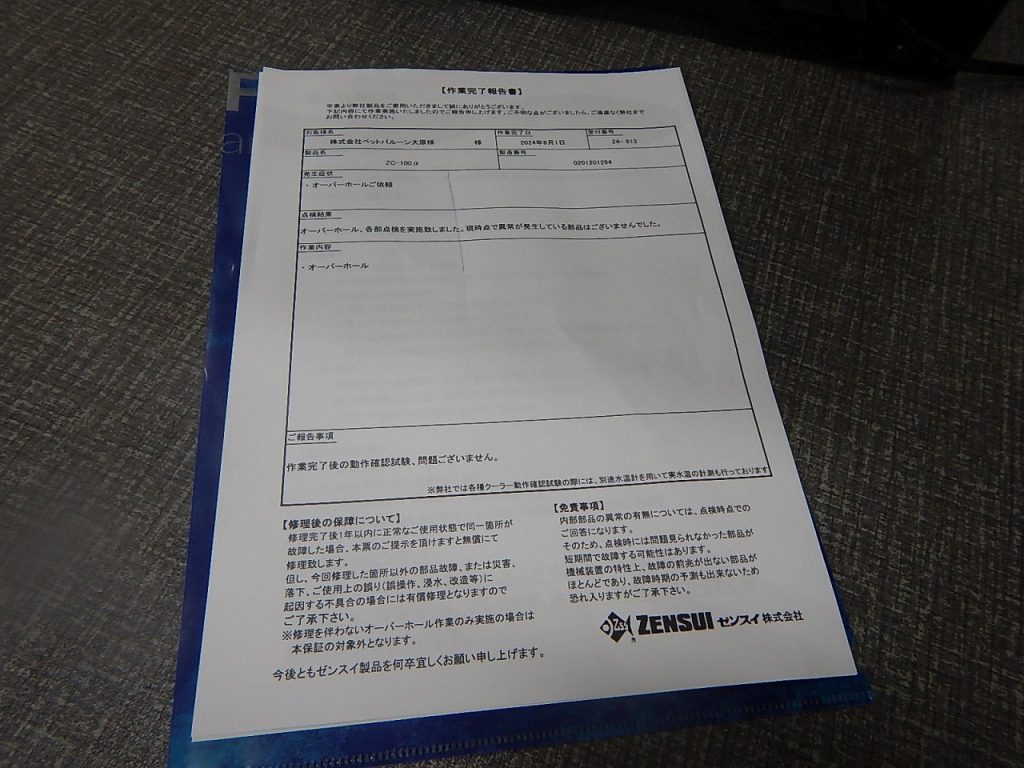 【作業完了報告書】
平素より弊社製品をご愛用いただきまして誠にありがとうございます。
下記内容にて作業実施いたしましたのでご報告申し上げます。ご不明な点がございましたら、ご遠慮なく弊社まで
お問い合わせください。
お客様名 作業完了日 受付番号
株式会社ペットバルーン大原様 様 2024年8月1日 24-613
製品名 製造番号
ZC-100α 0201201294
発生症状
・オーバーホールご依頼
点検結果
オーバーホール、各部点検を実施致しました。現時点で異常が発生している部品はございませんでした。
作業内容
・オーバーホール
ご報告事項
作業完了後の動作確認試験、問題ございません。
※弊社では各種クーラー動作確認試験の際には、別途水温計を用いて実水温の計測も行っております
【修理後の保障について】
修理完了後1年以内に正常なご使用状態で同一箇所が
故障した場合、本票のご提示を頂けますと無償にて
修理致します。
但し、今回修理した箇所以外の部品故障、または災害、
落下、ご使用上の誤り(誤操作、浸水、改造等)に
起因する不具合の場合には有償修理となりますので
ご了承下さい。
※修理を伴わないオーバーホール作業のみ実施の場合は
本保証の対象外となります。
今後ともゼンスイ製品を何卒宜しくお願い申し上げます。
【免責事項】
内部部品の異常の有無については、点検時点での
ご回答になります。
そのため、点検時には問題見られなかった部品が
短期間で故障する可能性はあります。
機械装置の特性上、故障の前兆が出ない部品が
ほとんどであり、故障時期の予測も出来ないため
恐れ入りますがご了承下さい。
ZENSUI ゼンスイ株式会社